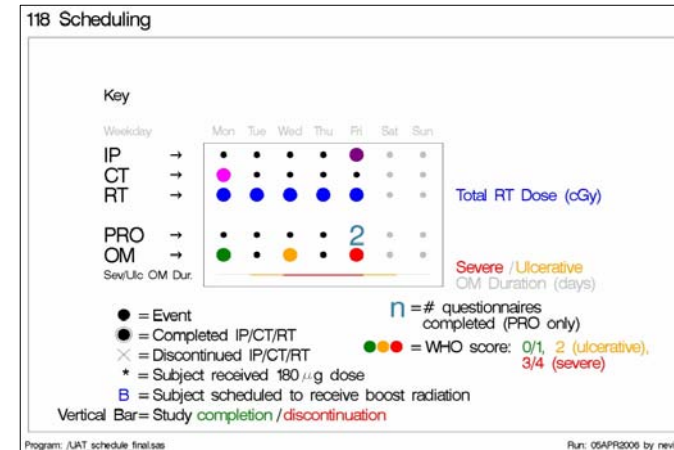 118 Scheduling
Key
Weekday Mon Tue Wed Thu Fri Sat Sun
IP →
CT →
RT → Total RT Dose (cGy)
PRO → 2
OM →
Sev/Ulc OM Dur. Severe / Ulcerative
OM Duration (days)
= Event
= Completed IP/CT/RT
= Discontinued IP/CT/RT
* = Subject received 180 μg dose
B = Subject scheduled to receive boost radiation
Vertical Bar= Study completion / discontinuation
n = # questionnaires
completed (PRO only)
= WHO score: 0/1, 2 (ulcerative),
3/4 (severe)
Program: /UAT schedule final.sas Run: 05APR2006 by nevi